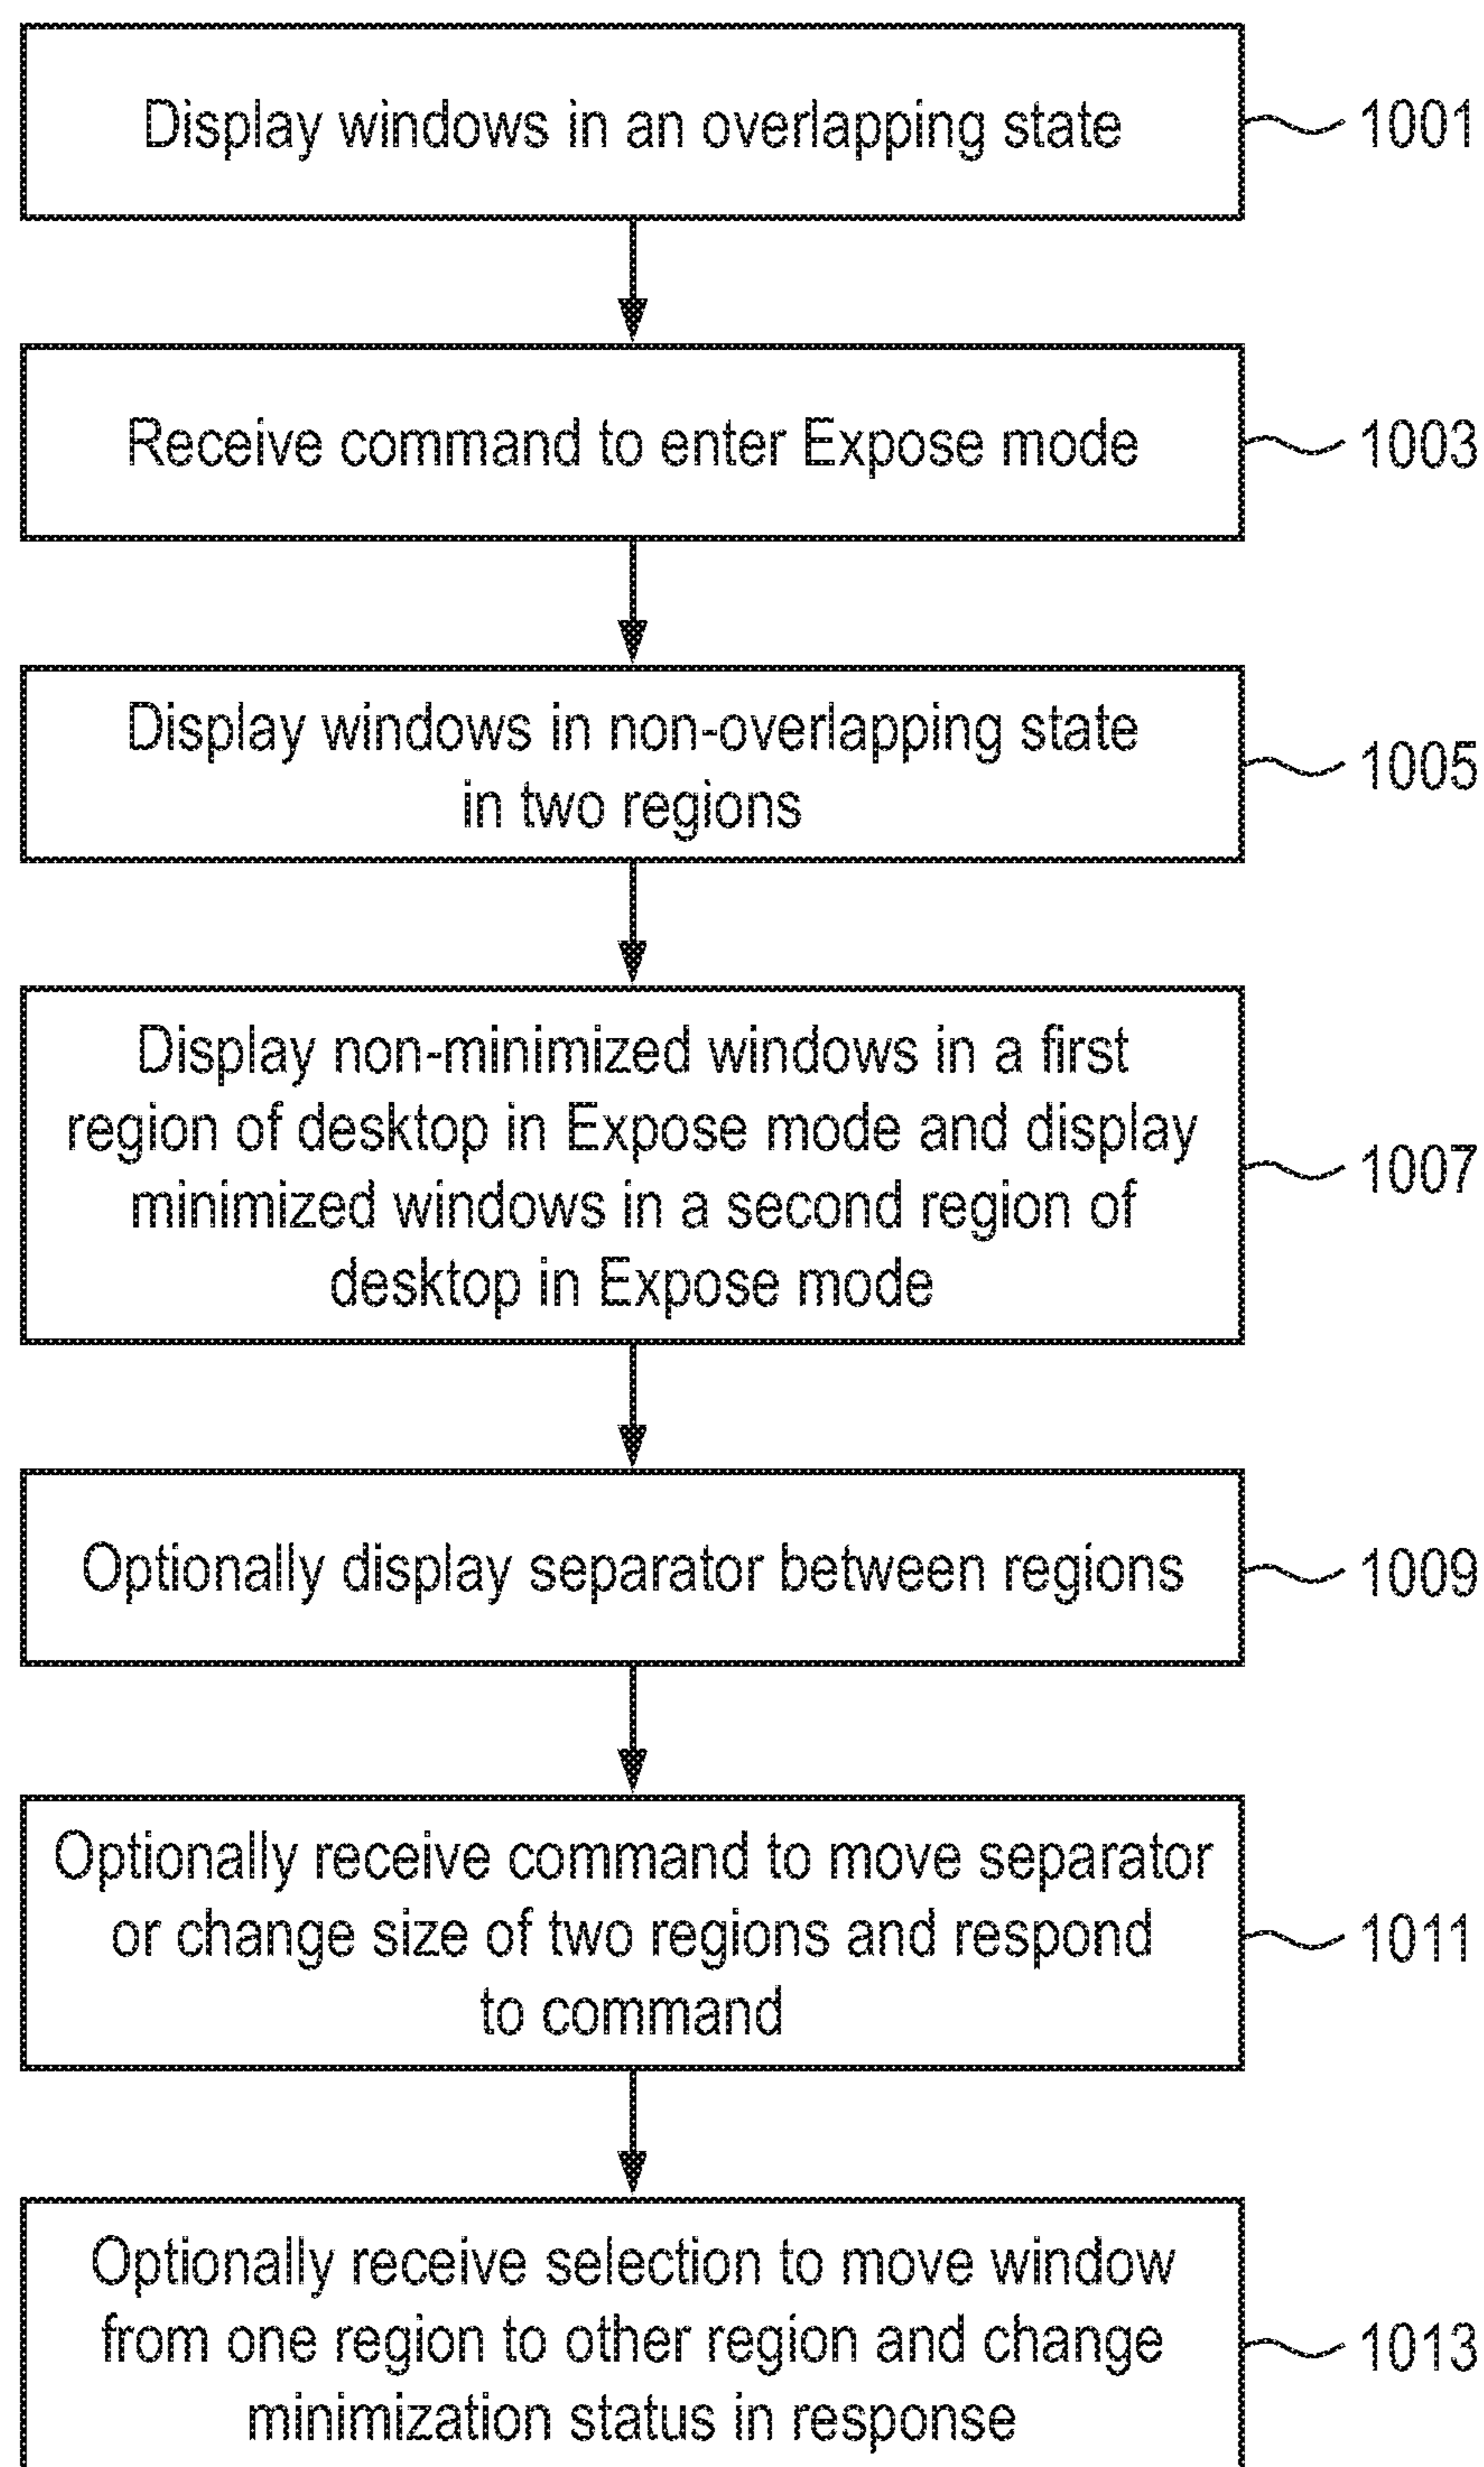 Display windows in an overlapping state
1001
Receive command to enter Expose mode
1003
Display windows in non-overlapping state
in two regions
1005
Display non-minimized windows in a first
region of desktop in Expose mode and display
minimized windows in a second region of
desktop in Expose mode
1007
Optionally display separator between regions
1009
Optionally receive command to move separator
or change size of two regions and respond
to command
1011
Optionally receive selection to move window
from one region to other region and change
minimization status in response
1013